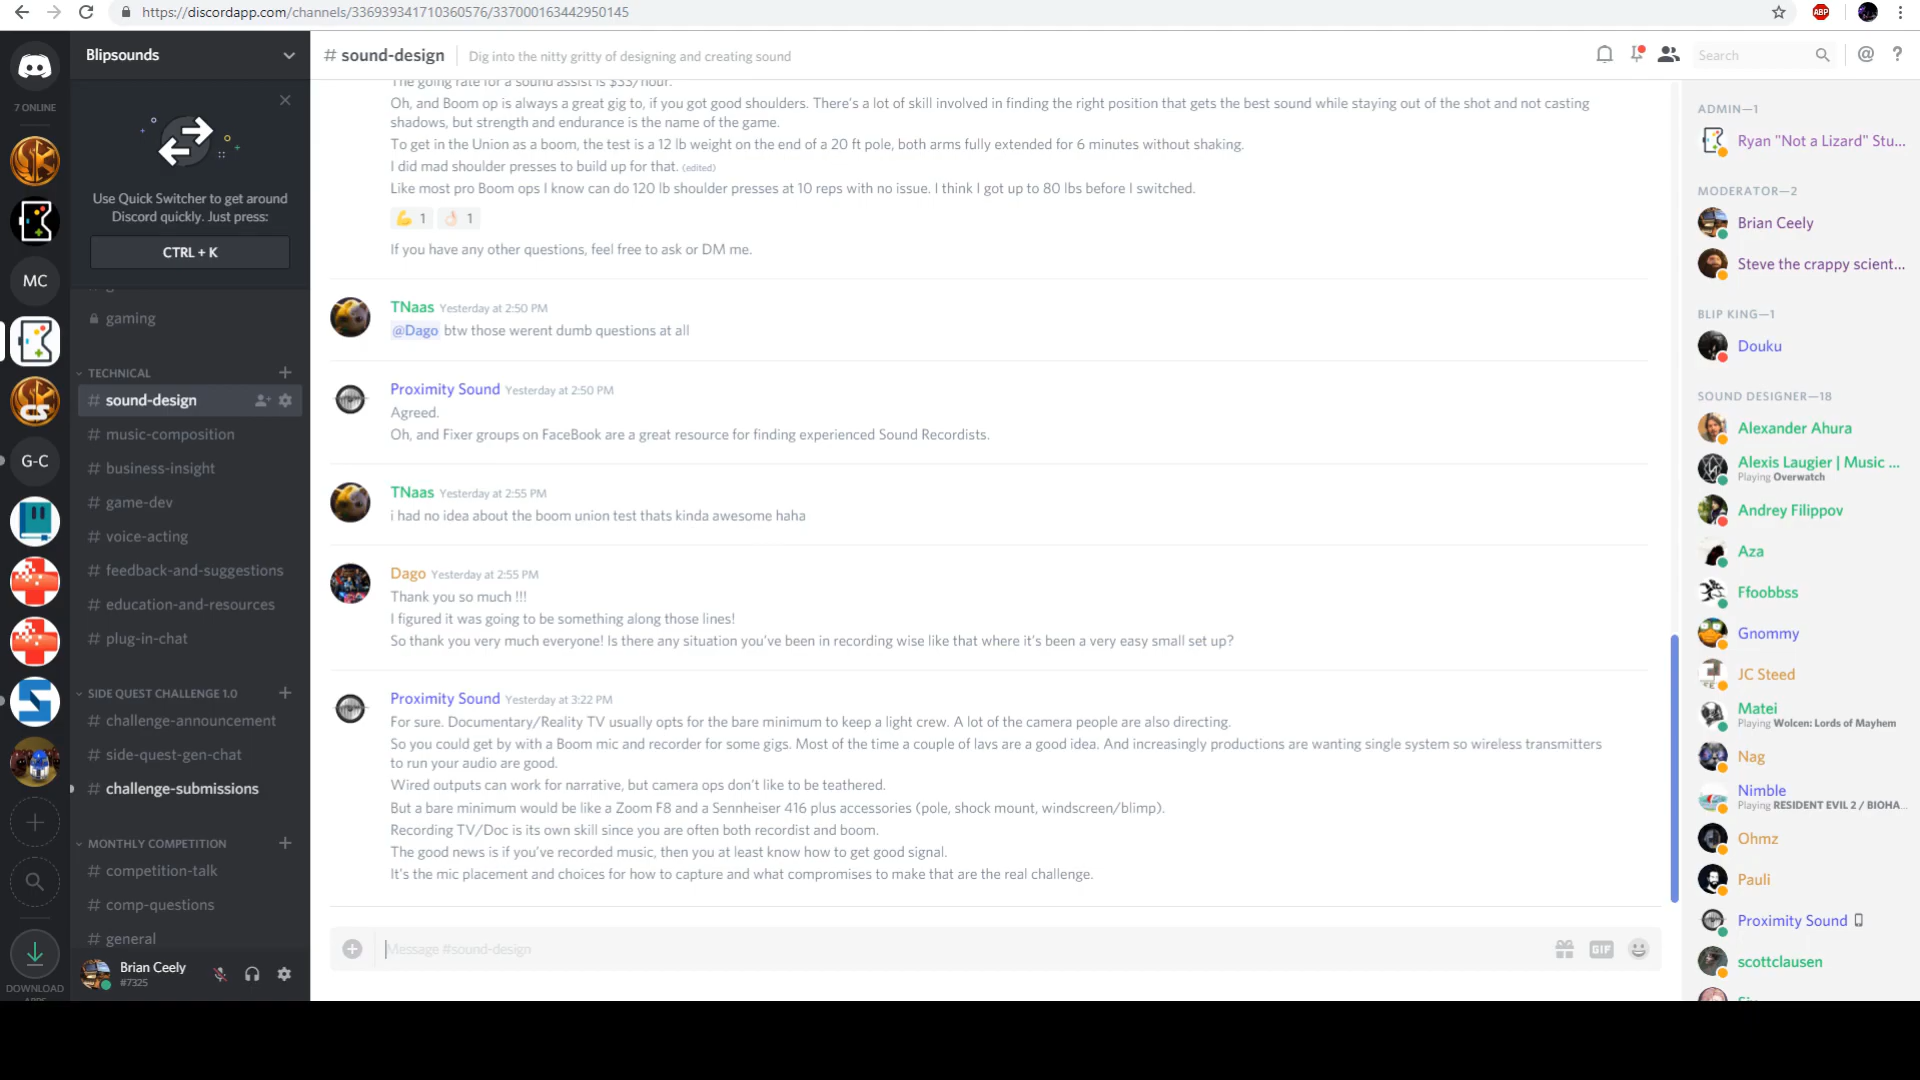 https://discordapp.com/channels/336939341710360576/337000163442950145
ABP
7 ONLINE
MC
G-C
DOWNLOAD
Blipsounds
Use Quick Switcher to get around
Discord quickly. Just press:
CTRL + K
gaming
TECHNICAL
# sound-design
# music-composition
# business-insight
# game-dev
# voice-acting
# feedback-and-suggestions
# education-and-resources
# plug-in-chat
SIDE QUEST CHALLENGE 1.0
# challenge-announcement
# side-quest-gen-chat
# challenge-submissions
MONTHLY COMPETITION
# competition-talk
# comp-questions
# general
Brian Ceely
#7325
# sound-design
Dig into the nitty gritty of designing and creating sound
Search
The going rate for a sound assist is $35/hour.
Oh, and Boom op is always a great gig to, if you got good shoulders. There's a lot of skill involved in finding the right position that gets the best sound while staying out of the shot and not casting
shadows, but strength and endurance is the name of the game.
To get in the Union as a boom, the test is a 12 lb weight on the end of a 20 ft pole, both arms fully extended for 6 minutes without shaking.
I did mad shoulder presses to build up for that. (edited)
Like most pro Boom ops I know can do 120 lb shoulder presses at 10 reps with no issue. I think I got up to 80 lbs before I switched.
1 1
If you have any other questions, feel free to ask or DM me.
TNaas Yesterday at 2:50 PM
@Dago btw those werent dumb questions at all
Proximity Sound Yesterday at 2:50 PM
Agreed.
Oh, and Fixer groups on FaceBook are a great resource for finding experienced Sound Recordists.
TNaas Yesterday at 2:55 PM
i had no idea about the boom union test thats kinda awesome haha
Dago Yesterday at 2:55 PM
Thank you so much !!!
I figured it was going to be something along those lines!
So thank you very much everyone! Is there any situation you've been in recording wise like that where it's been a very easy small set up?
Proximity Sound Yesterday at 3:22 PM
For sure. Documentary/Reality TV usually opts for the bare minimum to keep a light crew. A lot of the camera people are also directing.
So you could get by with a Boom mic and recorder for some gigs. Most of the time a couple of lavs are a good idea. And increasingly productions are wanting single system so wireless transmitters
to run your audio are good.
Wired outputs can work for narrative, but camera ops don't like to be teathered.
But a bare minimum would be like a Zoom F8 and a Sennheiser 416 plus accessories (pole, shock mount, windscreen/blimp).
Recording TV/Doc is its own skill since you are often both recordist and boom.
The good news is if you've recorded music, then you at least know how to get good signal.
It's the mic placement and choices for how to capture and what compromises to make that are the real challenge.
Message #sound-design
GIF
ADMIN—1
Ryan "Not a Lizard" Stu...
MODERATOR—2
Brian Ceely
Steve the crappy scient...
BLIP KING—1
Douku
SOUND DESIGNER—18
Alexander Ahura
Alexis Laugier | Music ...
Playing Overwatch
Andrey Filippov
Aza
Ffoobbss
Gnommy
JC Steed
Matei
Playing Wolcen: Lords of Mayhem
Nag
Nimble
Playing RESIDENT EVIL 2 / BIOHA...
Ohmz
Pauli
Proximity Sound
scottclausen